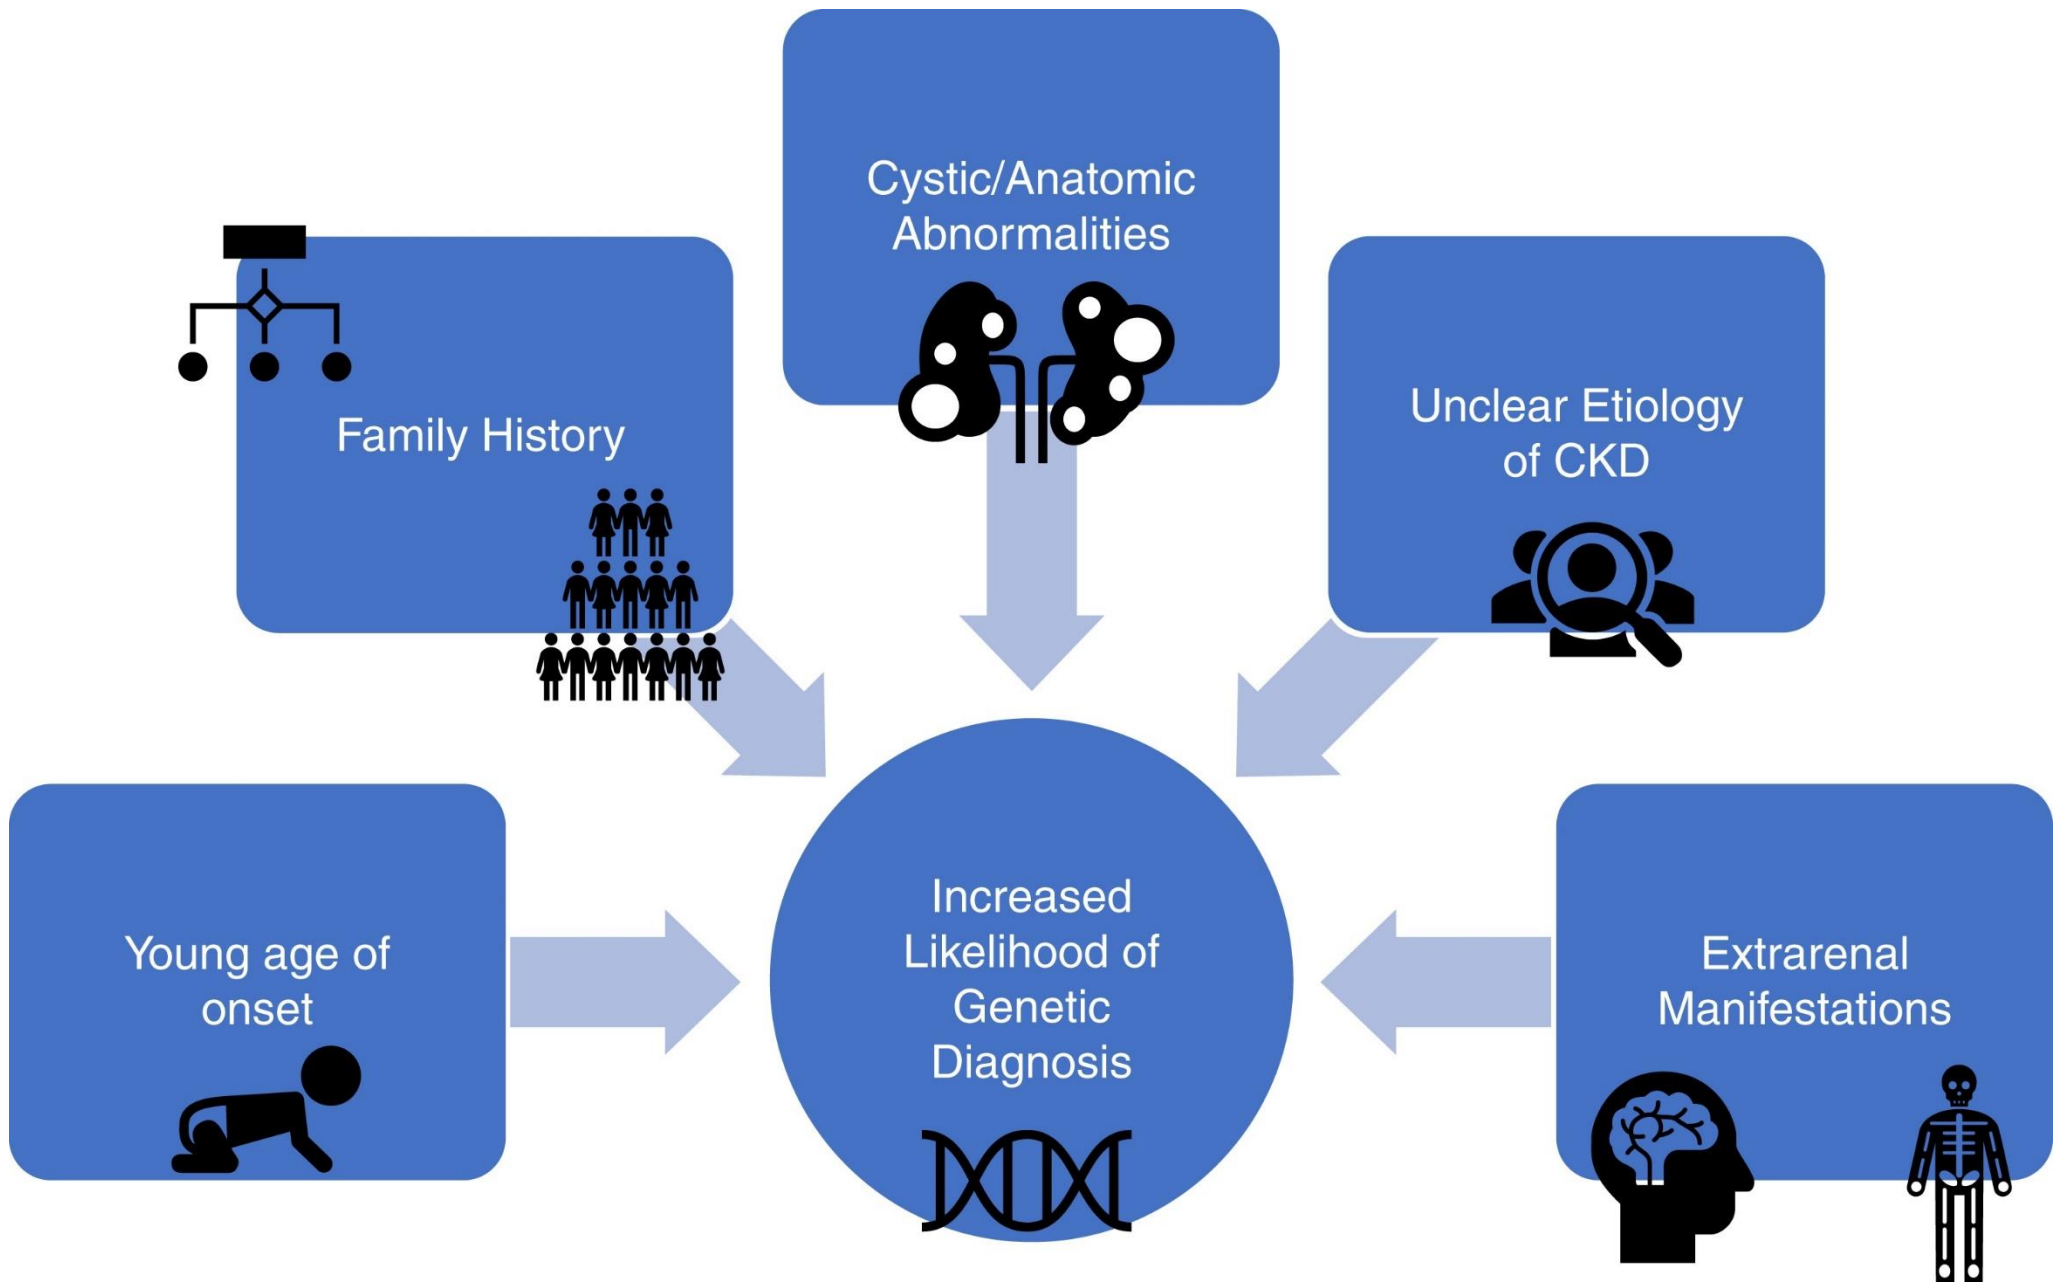 Cystic/Anatomic
Abnormalities
Family History
Unclear Etiology
of CKD
Young age of
onset
Increased
Likelihood of
Genetic
Diagnosis
Extrarenal
Manifestations